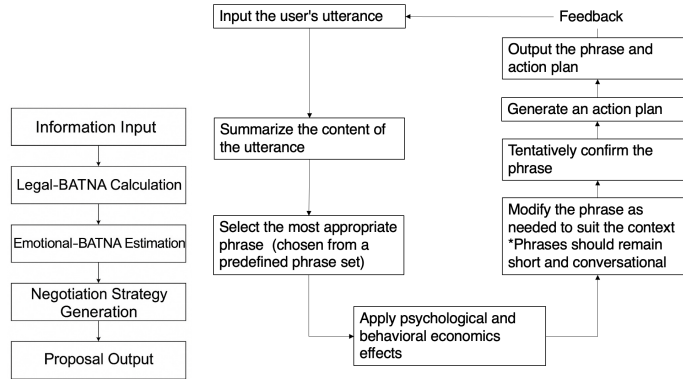 Information Input
Legal-BATNA Calculation
Emotional-BATNA Estimation
Negotiation Strategy
Generation
Proposal Output
Input the user's utterance
Summarize the content of
the utterance
Select the most appropriate
phrase (chosen from a
predefined phrase set)
Apply psychological and
behavioral economics
effects
Modify the phrase as
needed to suit the context
*Phrases should remain
short and conversational
Tentatively confirm the
phrase
Generate an action plan
Output the phrase and
action plan
Feedback